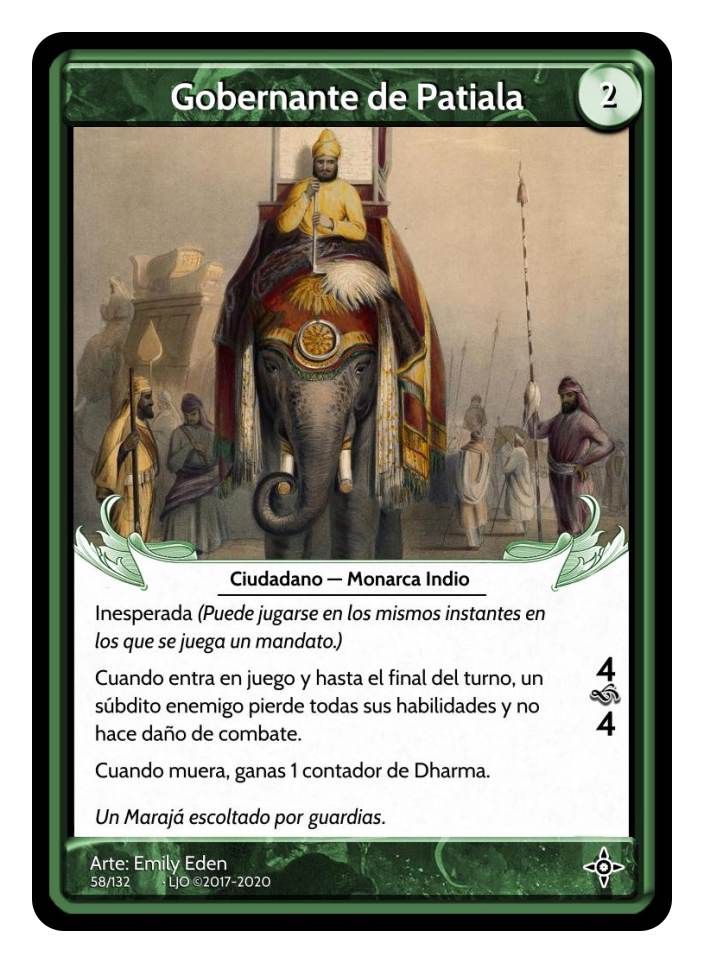 Gobernante de Patiala
2
Ciudadano — Monarca Indio
Inesperada (Puede jugarse en los mismos instantes en
los que se juega un mandato.)
Cuando entra en juego y hasta el final del turno, un
súbdito enemigo pierde todas sus habilidades y no
hace daño de combate.
Cuando muera, ganas 1 contador de Dharma.
4
4
Un Marajá escoltado por guardias.
Arte: Emily Eden
58/132 · LJO ©2017-2020